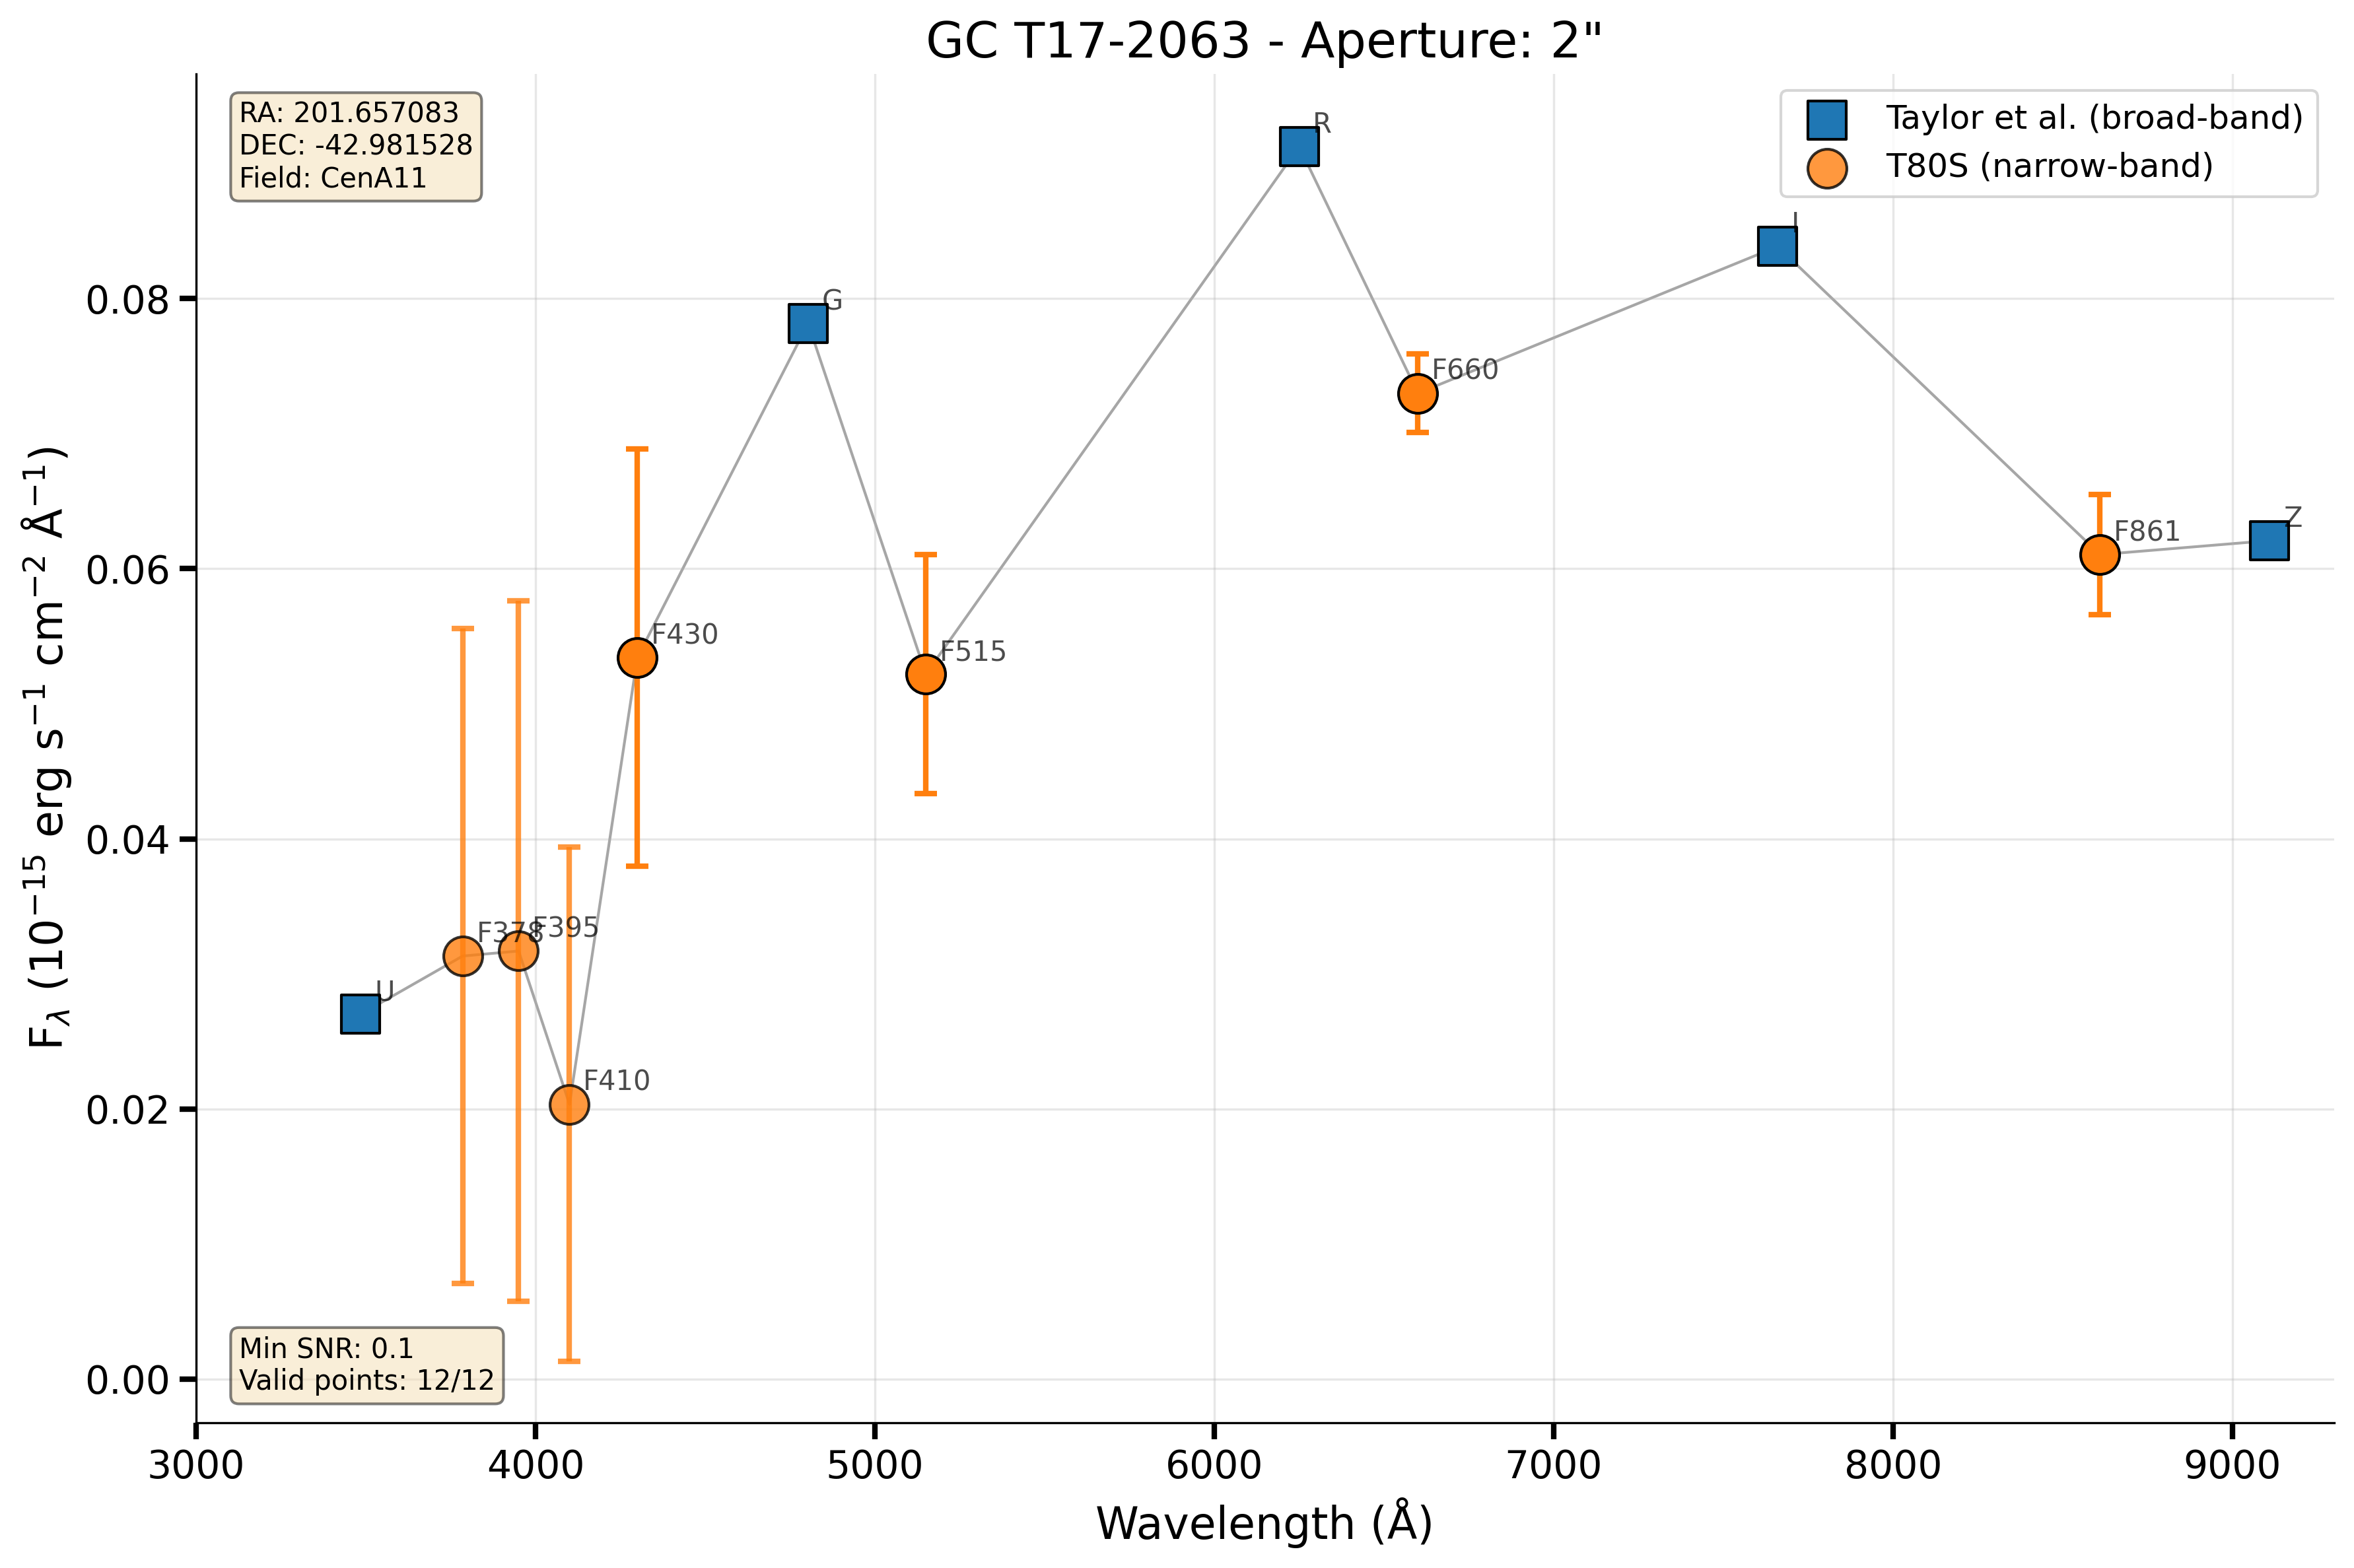 GC T17-2063 - Aperture: 2"
RA: 201.657083
DEC: -42.981528
Field: CenA11
Taylor et al. (broad-band)
T80S (narrow-band)
R
I
G
F660
Z
F861
F430
F515
F378
F395
U
F410
Min SNR: 0.1
Valid points: 12/12
0.08
0.06
0.04
0.02
0.00
F_λ (10⁻¹⁵ erg s⁻¹ cm⁻² Å⁻¹)
3000 4000 5000 6000 7000 8000 9000
Wavelength (Å)